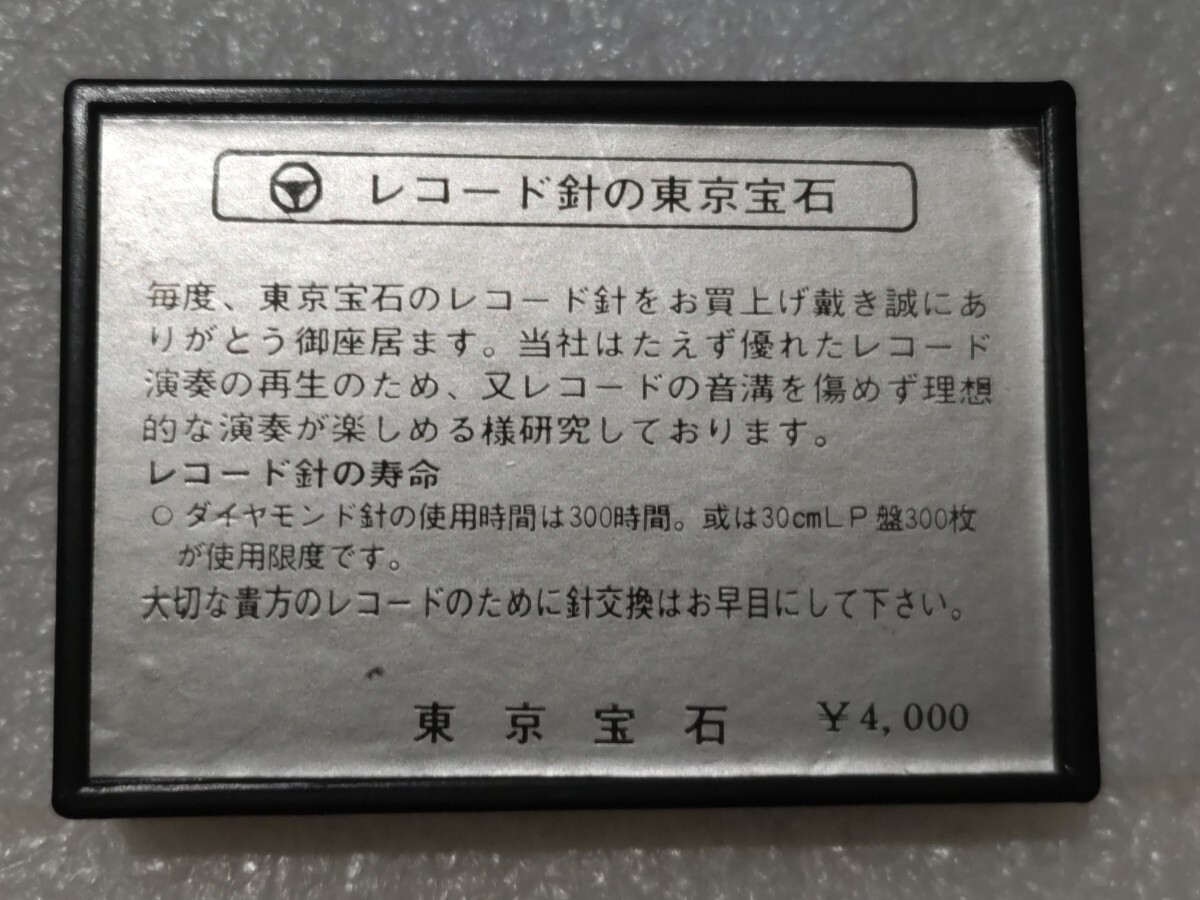 レコード針の東京宝石
毎度、東京宝石のレコード針をお買上げ戴き誠にあ
りがとう御座居ます。当社はたえず優れたレコード
演奏の再生のため、又レコードの音溝を傷めず理想
的な演奏が楽しめる様研究しております。
レコード針の寿命
○ダイヤモンド針の使用時間は300時間。或は30cmLP盤300枚
が使用限度です。
大切な貴方のレコードのために針交換はお早目にして下さい。
東京宝石 ¥4,000